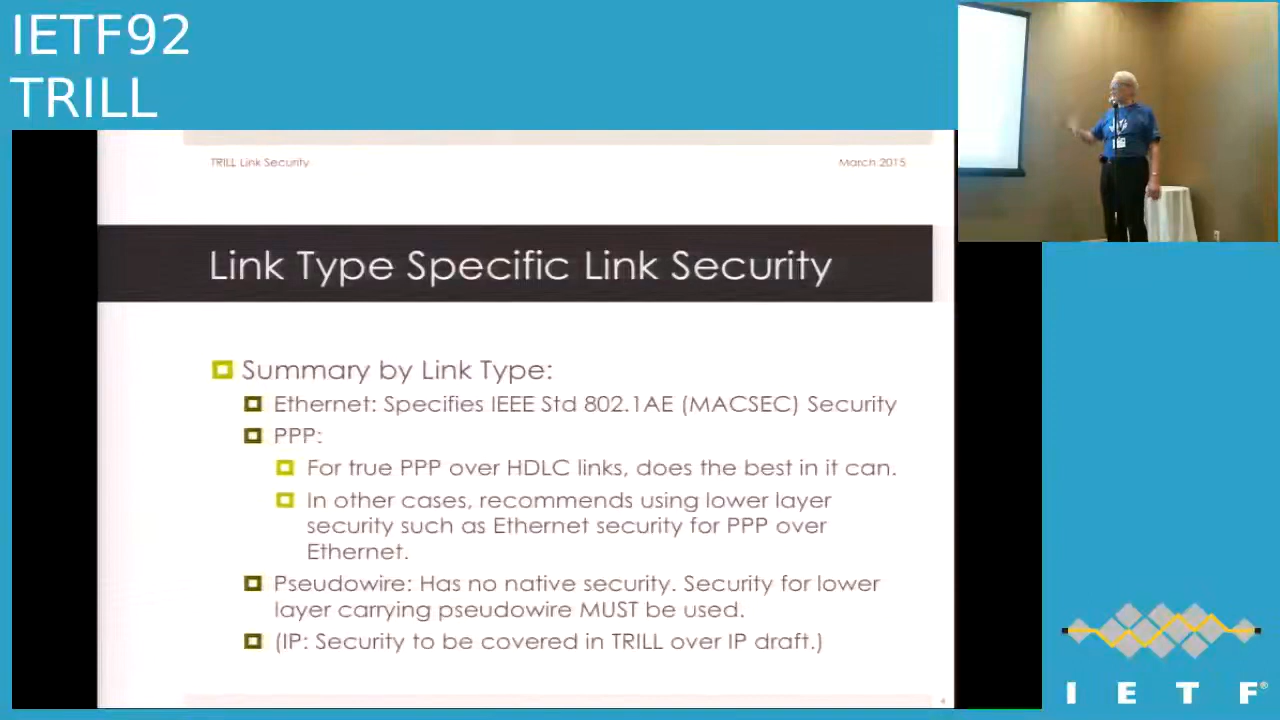 IETF92
TRILL
TRILL Link Security
March 2015
Link Type Specific Link Security
Summary by Link Type:
Ethernet: Specifies IEEE Std 802.1AE (MACSEC) Security
PPP:
For true PPP over HDLC links, does the best in it can.
In other cases, recommends using lower layer
security such as Ethernet security for PPP over
Ethernet.
Pseudowire: Has no native security. Security for lower
layer carrying pseudowire MUST be used.
(IP: Security to be covered in TRILL over IP draft.)
4
I E T F®